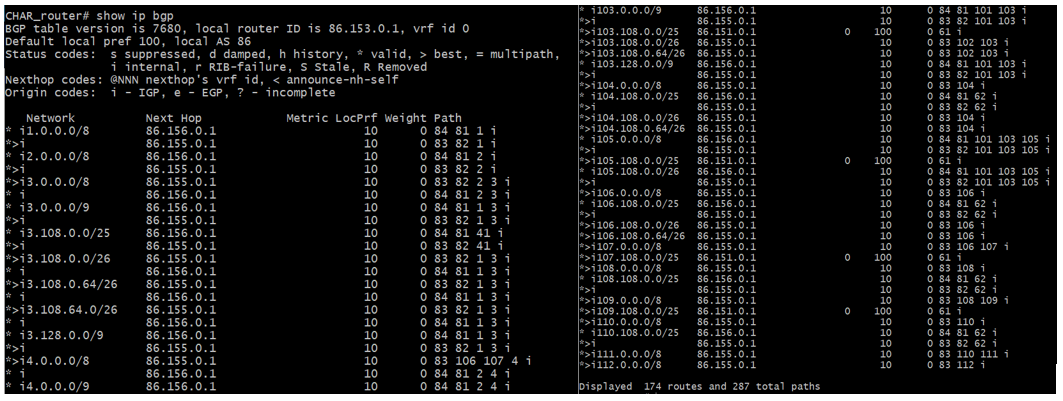 CHAR_router# show ip bgp
BGP table version is 7680, local router ID is 86.153.0.1, vrf id 0
Default local pref 100, local AS 86
Status codes:  s suppressed, d damped, h history, * valid, > best, = multipath,
i internal, r RIB-failure, S Stale, R Removed
Nexthop codes: @NNN nexthop's vrf id, < announce-nh-self
Origin codes:  i - IGP, e - EGP, ? - incomplete
Network Next Hop Metric LocPrf Weight Path
* i1.0.0.0/8 86.156.0.1 10 0 84 81 1 i
*>i 86.155.0.1 10 0 83 82 1 i
* i2.0.0.0/8 86.156.0.1 10 0 84 81 2 i
*>i 86.155.0.1 10 0 83 82 2 i
*>i3.0.0.0/8 86.155.0.1 10 0 83 82 2 3 i
* i 86.156.0.1 10 0 84 81 2 3 i
* i3.0.0.0/9 86.156.0.1 10 0 84 81 1 3 i
*>i 86.155.0.1 10 0 83 82 1 3 i
* i3.108.0.0/25 86.156.0.1 10 0 84 81 41 i
*>i 86.155.0.1 10 0 83 82 41 i
*>i3.108.0.0/26 86.155.0.1 10 0 83 82 1 3 i
* i 86.156.0.1 10 0 84 81 1 3 i
*>i3.108.0.64/26 86.155.0.1 10 0 83 82 1 3 i
* i 86.156.0.1 10 0 84 81 1 3 i
*>i3.108.64.0/26 86.155.0.1 10 0 83 82 1 3 i
* i 86.156.0.1 10 0 84 81 1 3 i
* i3.128.0.0/9 86.156.0.1 10 0 84 81 1 3 i
*>i 86.155.0.1 10 0 83 82 1 3 i
*>i4.0.0.0/8 86.155.0.1 10 0 83 106 107 4 i
* i 86.156.0.1 10 0 84 81 2 4 i
* i4.0.0.0/9 86.156.0.1 10 0 84 81 2 4 i
* i103.0.0.0/9 86.156.0.1 10 0 84 81 101 103 i
*>i 86.155.0.1 10 0 83 82 101 103 i
*>i103.108.0.0/25 86.151.0.1 0 100 0 61 i
*>i103.108.0.0/26 86.155.0.1 10 0 83 102 103 i
*>i103.108.0.64/26 86.155.0.1 10 0 83 102 103 i
* i103.128.0.0/9 86.156.0.1 10 0 84 81 101 103 i
*>i 86.155.0.1 10 0 83 82 101 103 i
*>i104.0.0.0/8 86.155.0.1 10 0 83 104 i
* i104.108.0.0/25 86.156.0.1 10 0 84 81 62 i
*>i 86.155.0.1 10 0 83 82 62 i
*>i104.108.0.0/26 86.155.0.1 10 0 83 104 i
*>i104.108.0.64/26 86.155.0.1 10 0 83 104 i
* i105.0.0.0/8 86.156.0.1 10 0 84 81 101 103 105 i
*>i 86.155.0.1 10 0 83 82 101 103 105 i
*>i105.108.0.0/25 86.151.0.1 0 100 0 61 i
* i105.108.0.0/26 86.156.0.1 10 0 84 81 101 103 105 i
*>i 86.155.0.1 10 0 83 82 101 103 105 i
*>i106.0.0.0/8 86.155.0.1 10 0 83 106 i
* i106.108.0.0/25 86.156.0.1 10 0 84 81 62 i
*>i 86.155.0.1 10 0 83 82 62 i
*>i106.108.0.0/26 86.155.0.1 10 0 83 106 i
*>i106.108.0.64/26 86.155.0.1 10 0 83 106 i
*>i107.0.0.0/8 86.155.0.1 10 0 83 106 107 i
*>i107.108.0.0/25 86.151.0.1 0 100 0 61 i
*>i108.0.0.0/8 86.155.0.1 10 0 83 108 i
* i108.108.0.0/25 86.156.0.1 10 0 84 81 62 i
*>i 86.155.0.1 10 0 83 82 62 i
*>i109.0.0.0/8 86.155.0.1 10 0 83 108 109 i
*>i109.108.0.0/25 86.151.0.1 0 100 0 61 i
*>i110.0.0.0/8 86.155.0.1 10 0 83 110 i
* i110.108.0.0/25 86.156.0.1 10 0 84 81 62 i
*>i 86.155.0.1 10 0 83 82 62 i
*>i111.0.0.0/8 86.155.0.1 10 0 83 110 111 i
*>i112.0.0.0/8 86.155.0.1 10 0 83 112 i
Displayed  174 routes and 287 total paths